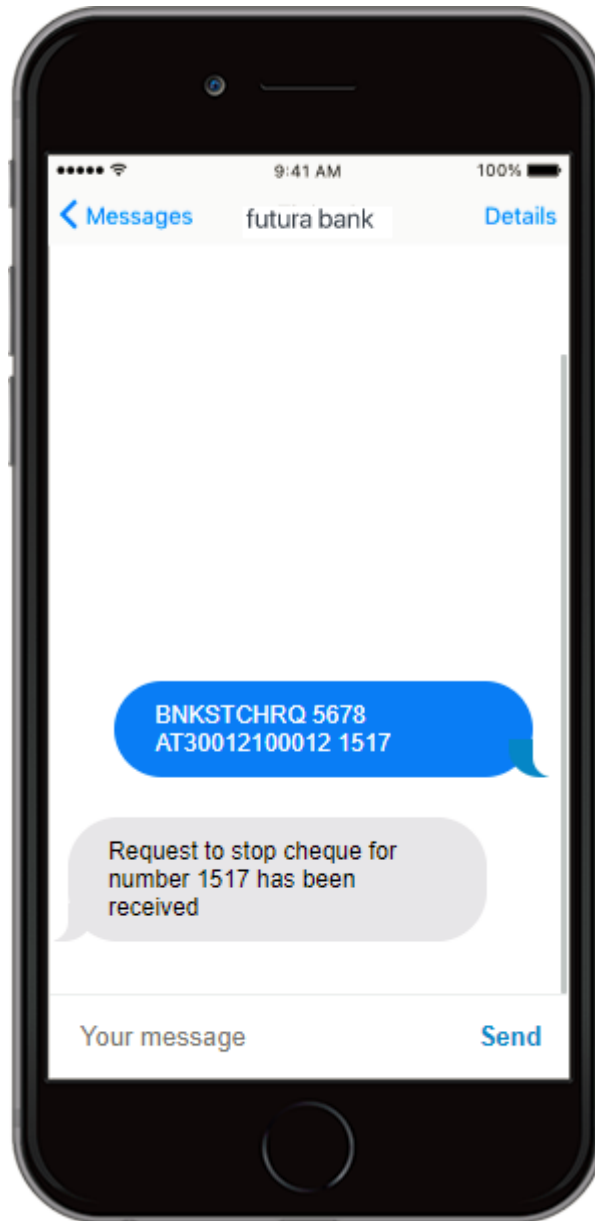 9:41 AM
100%
Messages
futura bank
Details
BNKSTCHRQ 5678
AT30012100012 1517
Request to stop cheque for
number 1517 has been
received
Your message
Send